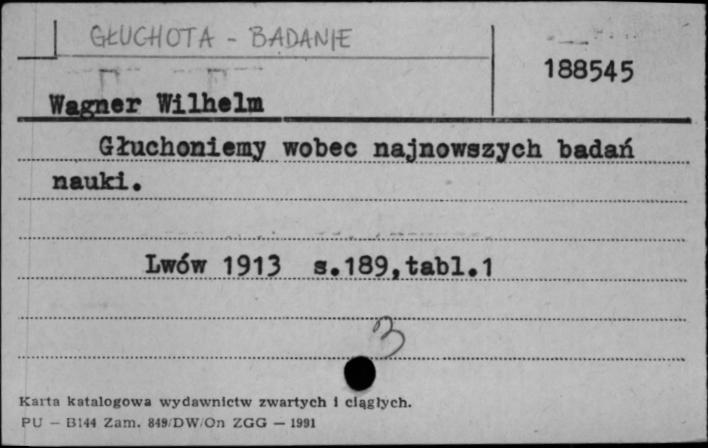 GŁUCHOTA - BADANIE
188545
Wagner Wilhelm
Głuchoniemy wobec najnowszych badań
nauki.
Lwów 1913 s.189,tabl.1
3
Karta katalogowa wydawnictw zwartych i ciągłych.
PU — B144 Zam. 849/DW/On ZGG — 1991